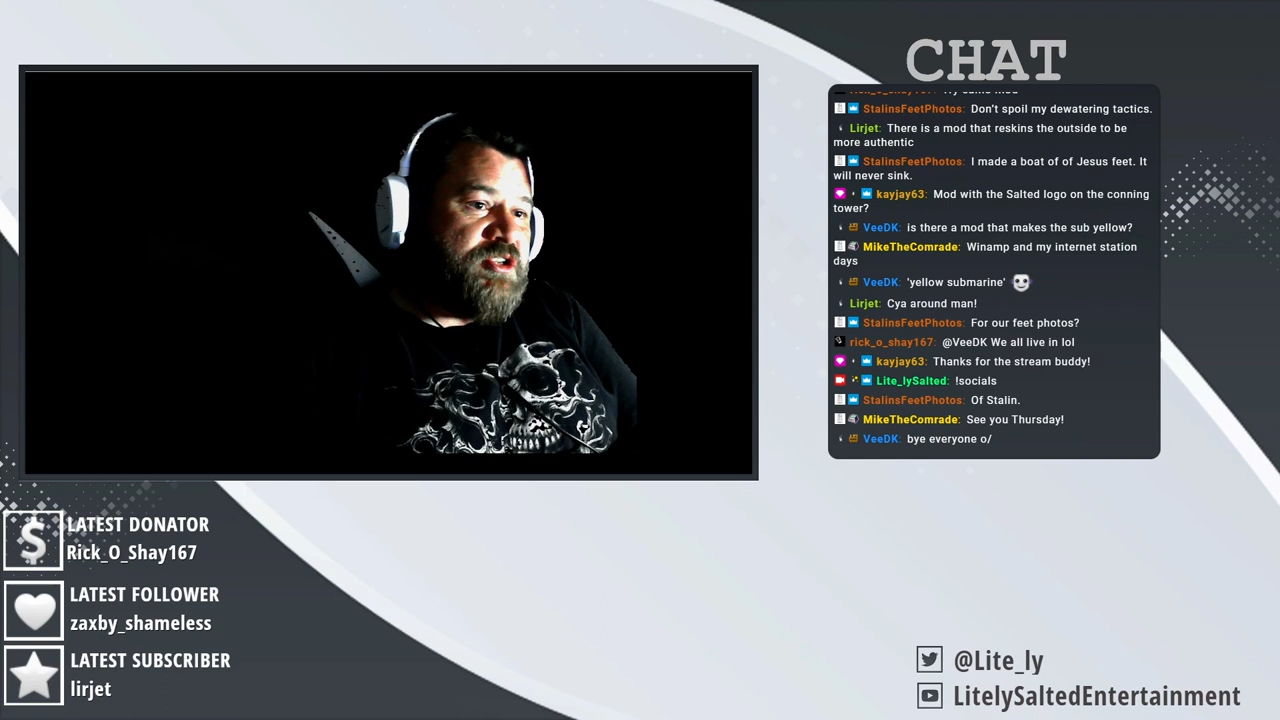 CHAT
StalinsFeetPhotos: Don't spoil my dewatering tactics.
Lirjet: There is a mod that reskins the outside to be
more authentic
StalinsFeetPhotos: I made a boat of of Jesus feet. It
will never sink.
kayjay63: Mod with the Salted logo on the conning
tower?
VeeDK: is there a mod that makes the sub yellow?
MikeTheComrade: Winamp and my internet station
days
VeeDK: 'yellow submarine'
Lirjet: Cya around man!
StalinsFeetPhotos: For our feet photos?
rick_o_shay167: @VeeDK We all live in lol
kayjay63: Thanks for the stream buddy!
Lite_lySalted: !socials
StalinsFeetPhotos: Of Stalin.
MikeTheComrade: See you Thursday!
VeeDK: bye everyone o/
LATEST DONATOR
Rick_O_Shay167
LATEST FOLLOWER
zaxby_shameless
LATEST SUBSCRIBER
lirjet
@Lite_ly
LitelySaltedEntertainment